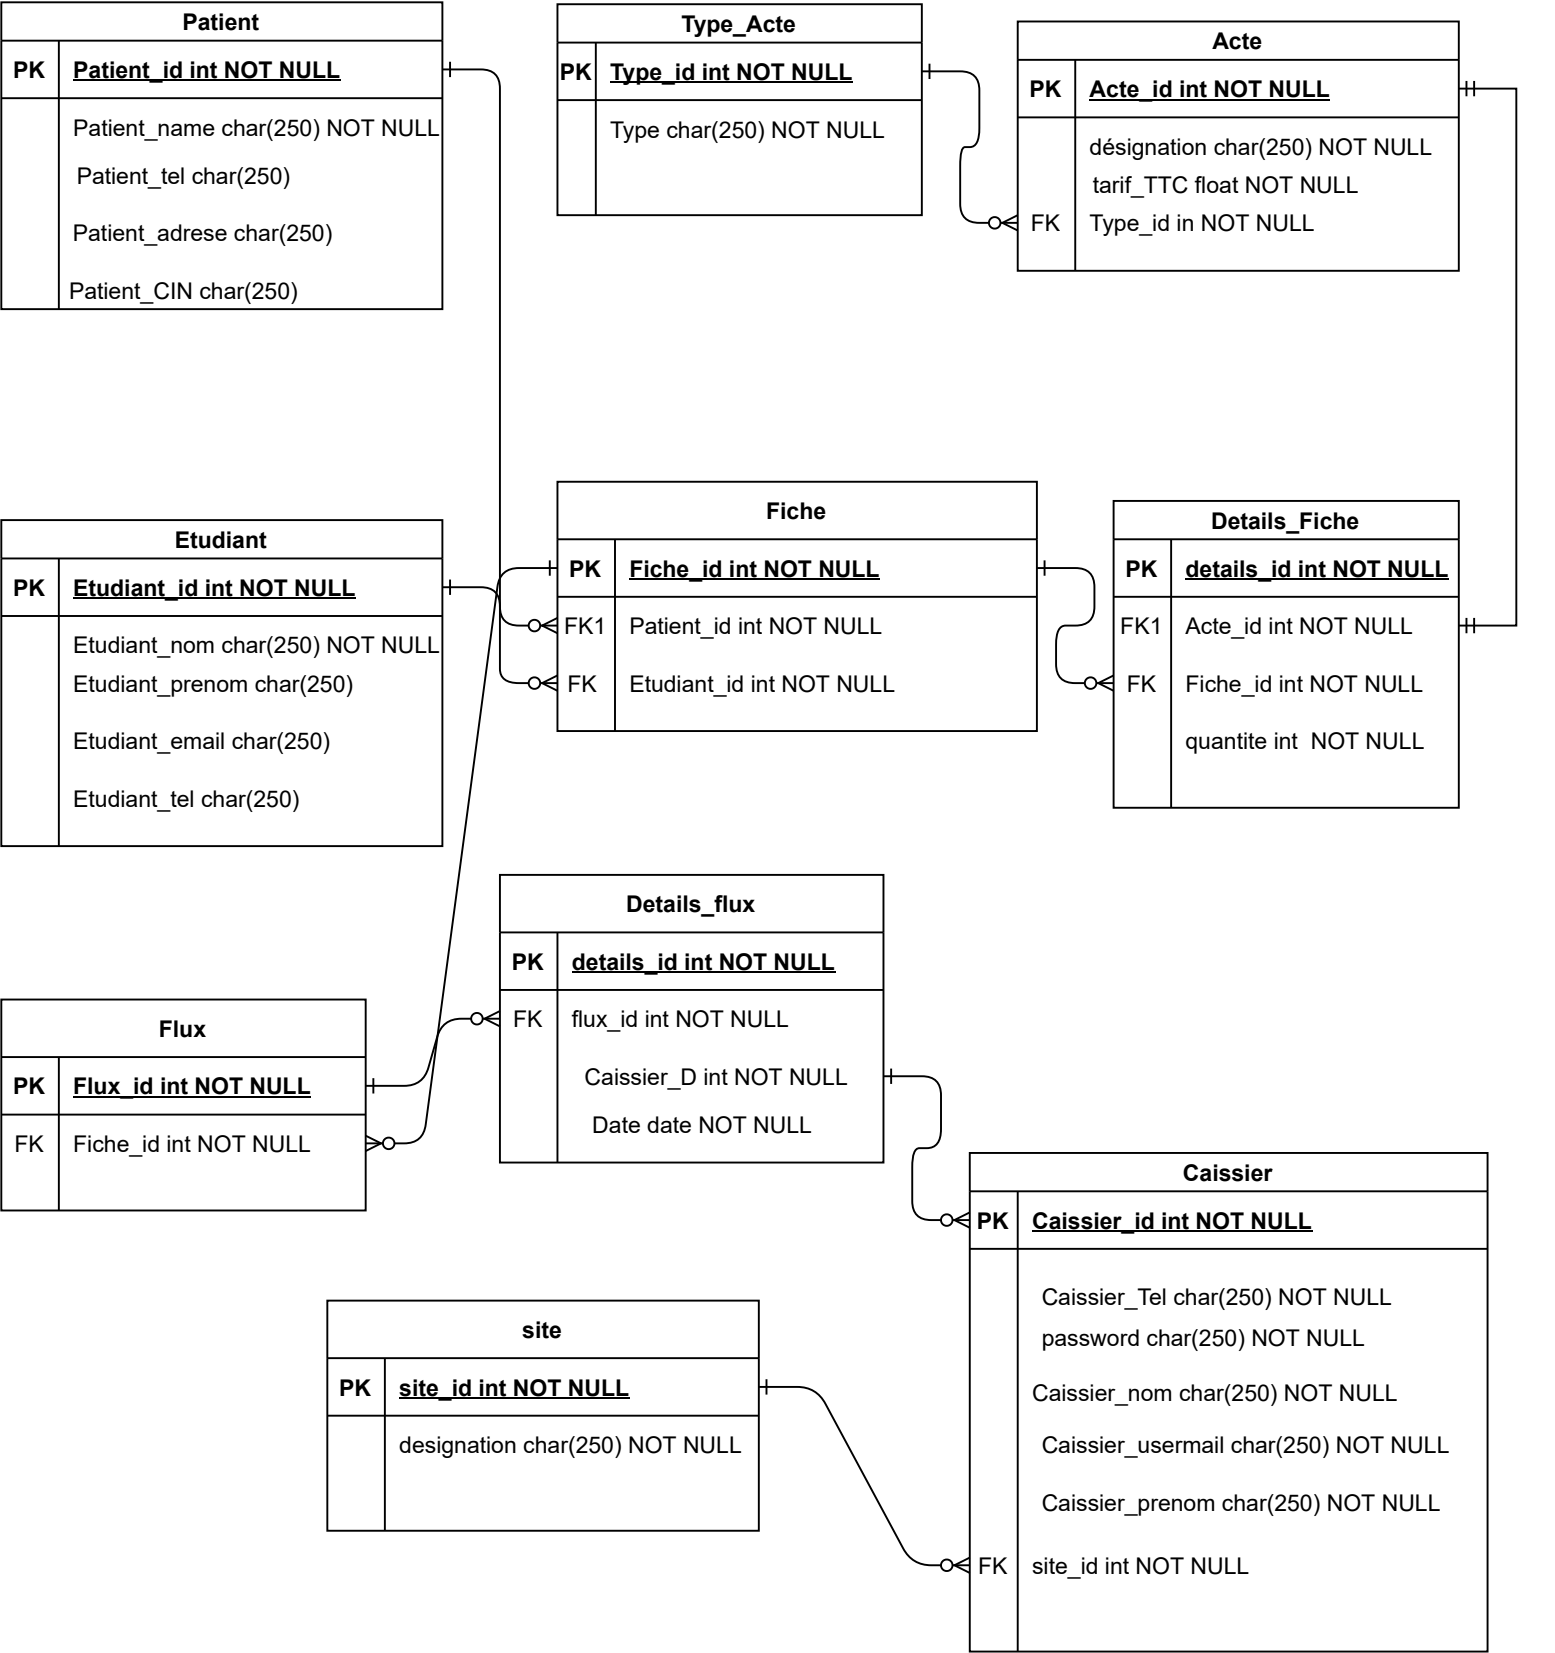 Patient
PK Patient_id int NOT NULL
Patient_name char(250) NOT NULL
Patient_tel char(250)
Patient_adrese char(250)
Patient_CIN char(250)
Type_Acte
PK Type_id int NOT NULL
Type char(250) NOT NULL
Acte
PK Acte_id int NOT NULL
désignation char(250) NOT NULL
tarif_TTC float NOT NULL
FK Type_id in NOT NULL
Etudiant
PK Etudiant_id int NOT NULL
Etudiant_nom char(250) NOT NULL
Etudiant_prenom char(250)
Etudiant_email char(250)
Etudiant_tel char(250)
Fiche
PK Fiche_id int NOT NULL
FK1 Patient_id int NOT NULL
FK Etudiant_id int NOT NULL
Details_Fiche
PK details_id int NOT NULL
FK1 Acte_id int NOT NULL
FK Fiche_id int NOT NULL
quantite int  NOT NULL
Details_flux
PK details_id int NOT NULL
FK flux_id int NOT NULL
Caissier_D int NOT NULL
Date date NOT NULL
Flux
PK Flux_id int NOT NULL
FK Fiche_id int NOT NULL
Caissier
PK Caissier_id int NOT NULL
Caissier_Tel char(250) NOT NULL
password char(250) NOT NULL
Caissier_nom char(250) NOT NULL
Caissier_usermail char(250) NOT NULL
Caissier_prenom char(250) NOT NULL
FK site_id int NOT NULL
site
PK site_id int NOT NULL
designation char(250) NOT NULL